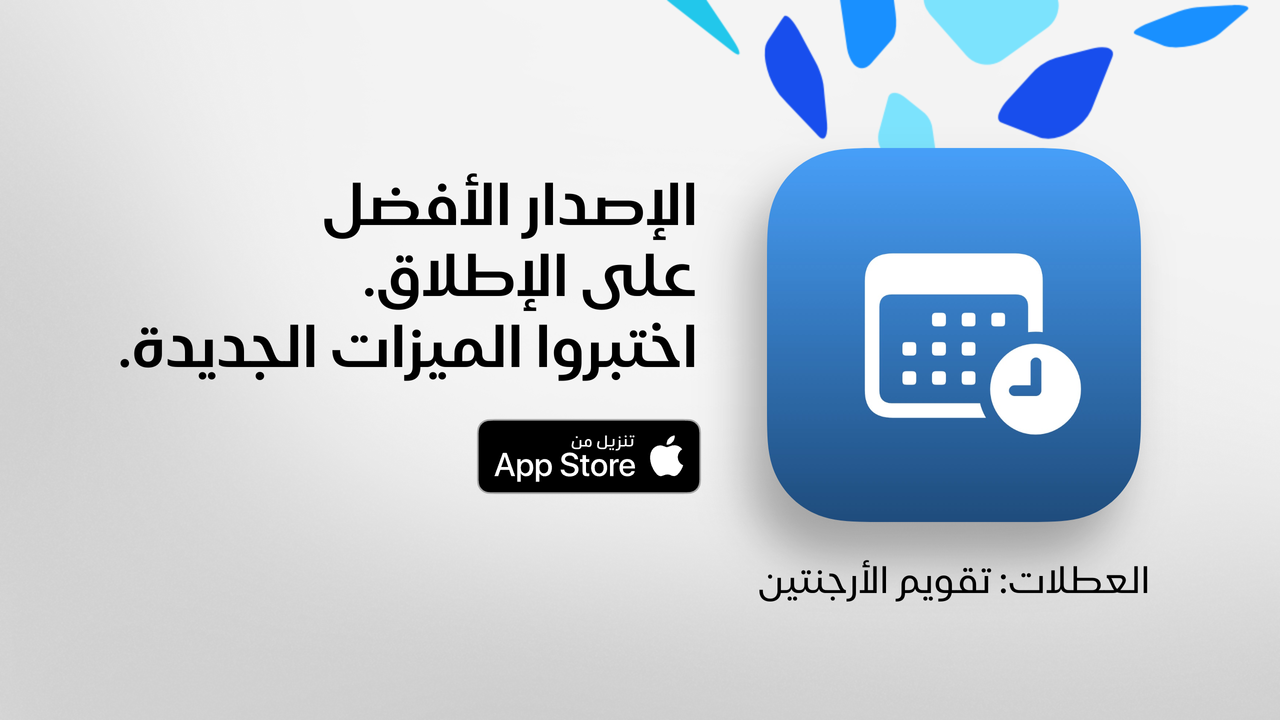 الإصدار الأفضل
على الإطلاق.
اختبروا الميزات الجديدة.
تنزيل من
App Store
العطلات: تقويم الأرجنتين